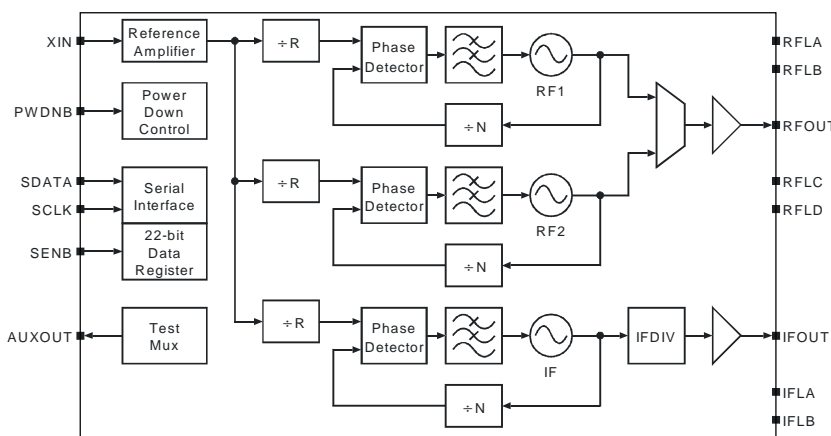 XIN
Reference
Amplifier
÷R
Phase
Detector
RF1
÷N
RFLA
RFLB
PWDNB
Power
Down
Control
RFOUT
SDATA
SCLK
Serial
Interface
SENB
22-bit
Data
Register
÷R
Phase
Detector
RF2
÷N
RFLC
RFLD
AUXOUT
Test
Mux
÷R
Phase
Detector
IF
÷N
IFDIV
IFOUT
IFLA
IFLB